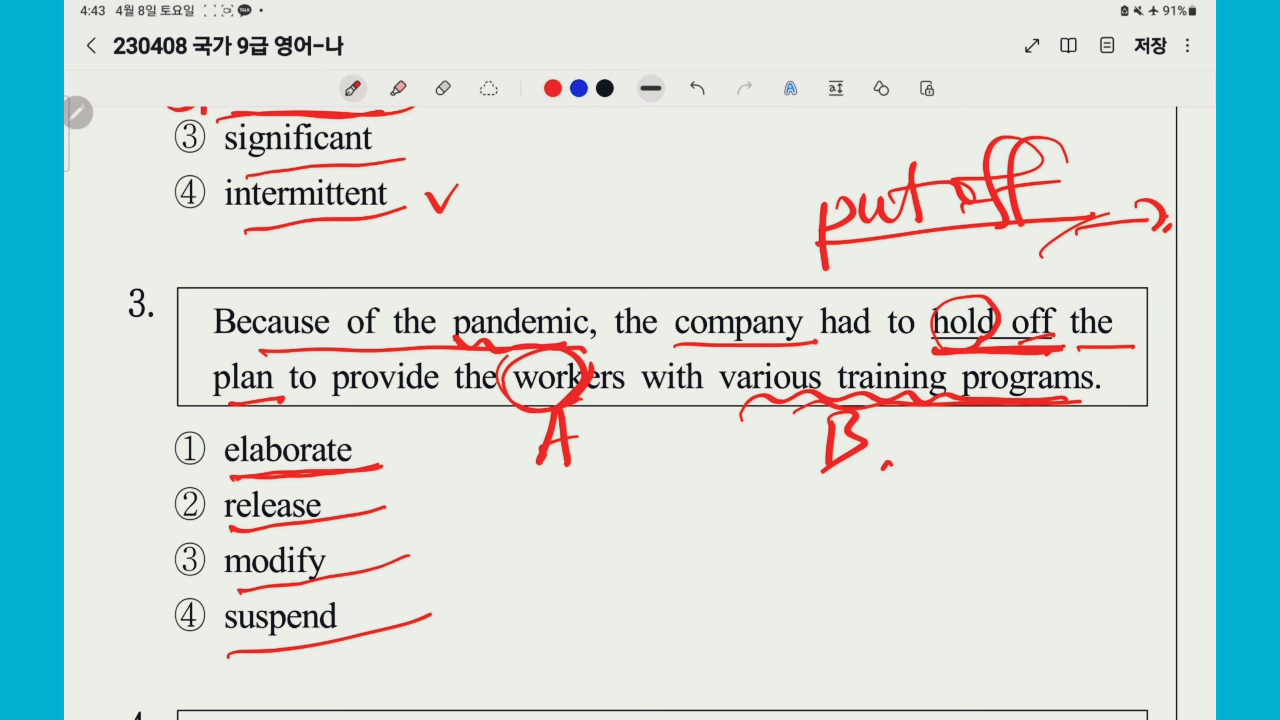 4:43 4월 8일 토요일 TALK 91%
230408 국가 9급 영어-나 저장
③ significant
④ intermittent
put off
3.
Because of the pandemic, the company had to hold off the
plan to provide the workers with various training programs.
A B.
① elaborate
② release
③ modify
④ suspend